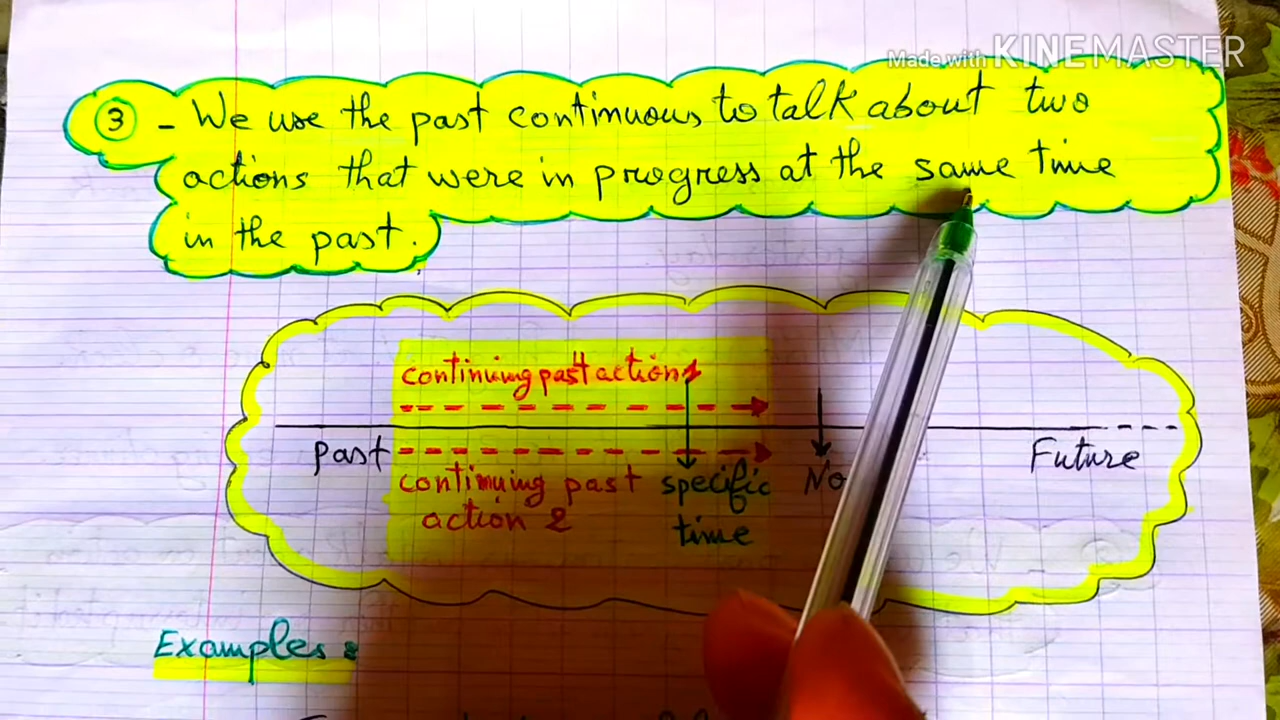 Made with KINEMASTER
③ - We use the past continuous to talk about two
actions that were in progress at the same time
in the past.
continuing past action 1
Past
continuing past
action 2
specific
time
No
Future
Examples :